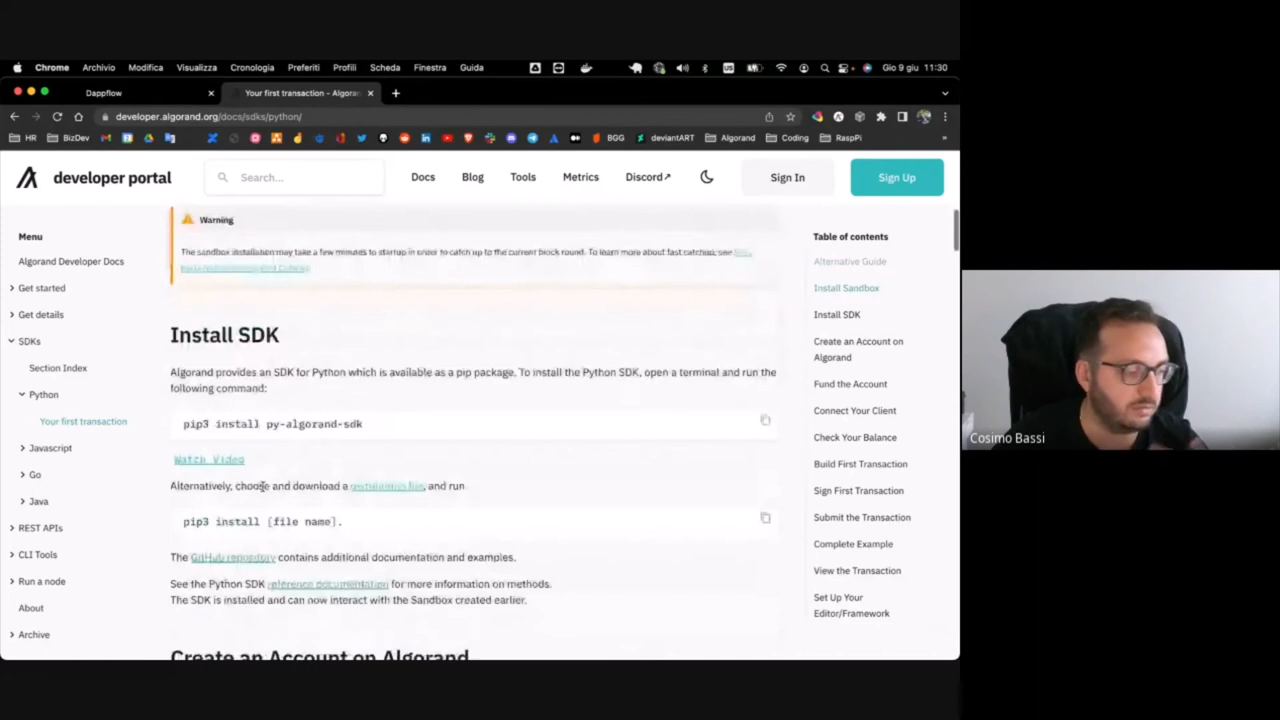 Chrome Archivio Modifica Visualizza Cronologia Preferiti Profili Scheda Finestra Guida US Gio 9 giu 11:30
Dappflow
Your first transaction - Algoran
developer.algorand.org/docs/sdks/python/
HR BizDev BGG deviantART Algorand Coding RaspPi »
developer portal
Search...
Docs Blog Tools Metrics Discord↗ Sign In Sign Up
Menu
Algorand Developer Docs
Get started
Get details
SDKs
Section Index
Python
Your first transaction
Javascript
Go
Java
REST APIs
CLI Tools
Run a node
About
Archive
Warning
The sandbox installation may take a few minutes to startup in order to catch up to the current block round. To learn more about fast catchup, see
Install SDK
Algorand provides an SDK for Python which is available as a pip package. To install the Python SDK, open a terminal and run the
following command:
pip3 install py-algorand-sdk
Watch Video
Alternatively, choose and download a requirements file, and run
pip3 install [file name].
The GitHub repository contains additional documentation and examples.
See the Python SDK reference documentation for more information on methods.
The SDK is installed and can now interact with the Sandbox created earlier.
Create an Account on Algorand
Table of contents
Alternative Guide
Install Sandbox
Install SDK
Create an Account on
Algorand
Fund the Account
Connect Your Client
Check Your Balance
Build First Transaction
Sign First Transaction
Submit the Transaction
Complete Example
View the Transaction
Set Up Your
Editor/Framework
Cosimo Bassi